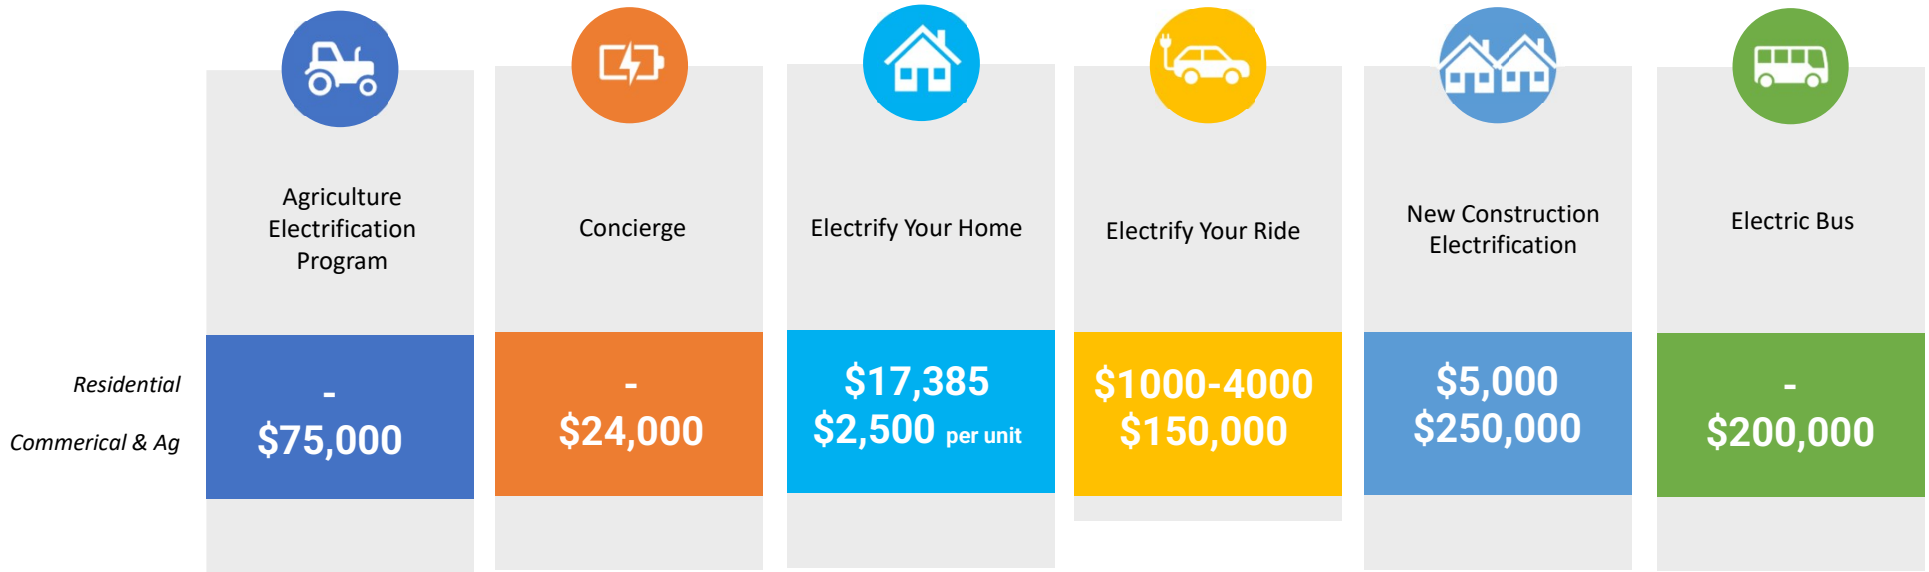 Agriculture
Electrification
Program
Concierge
Electrify Your Home
Electrify Your Ride
New Construction
Electrification
Electric Bus
Residential
-
-
$17,385
$1000-4000
$5,000
-
Commerical & Ag
$75,000
$24,000
$2,500 per unit
$150,000
$250,000
$200,000